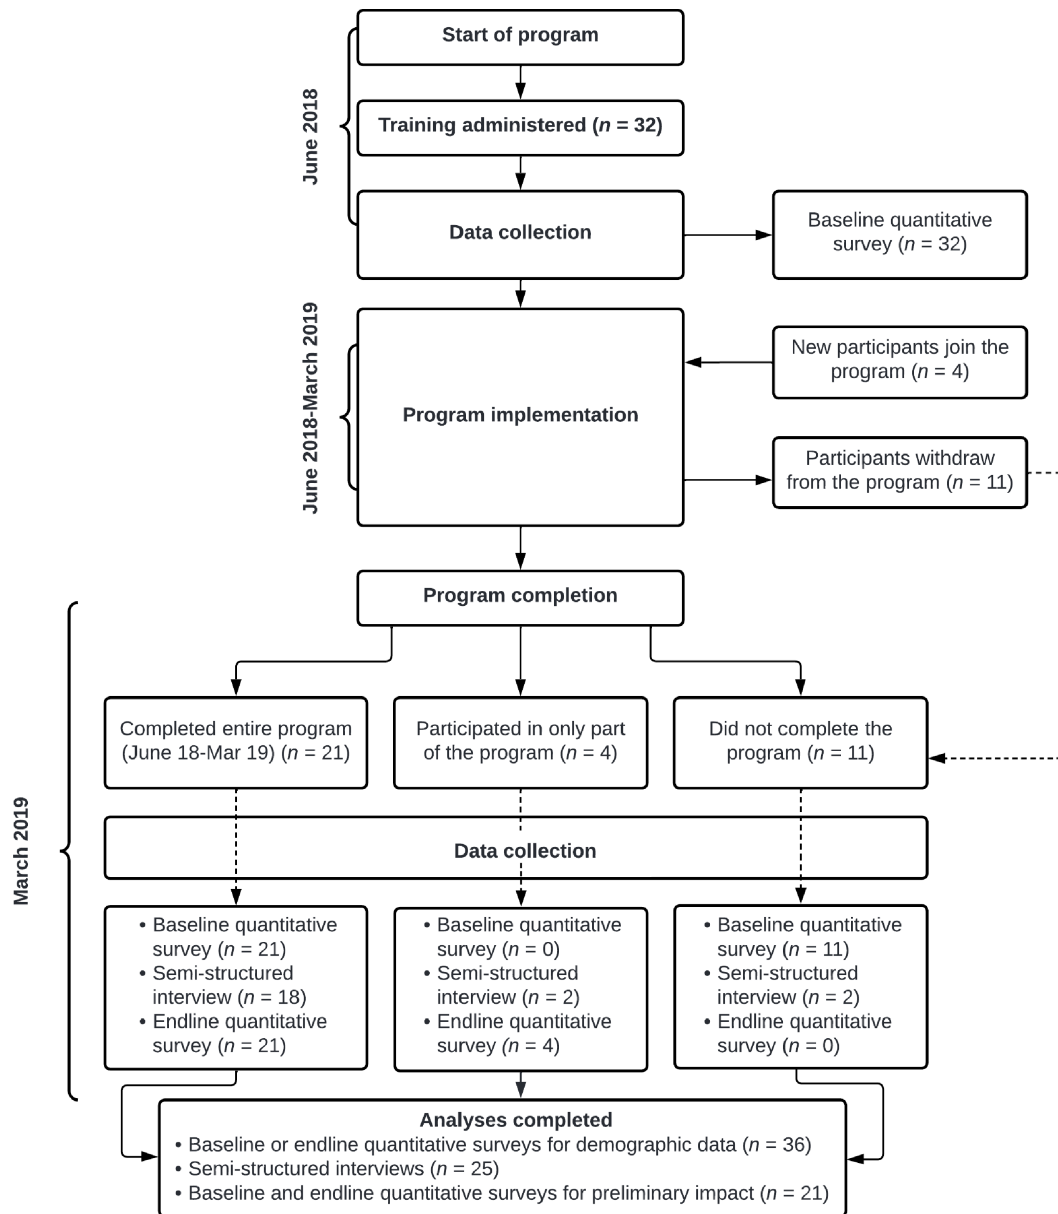 Start of program
June 2018
Training administered (n = 32)
Data collection
Baseline quantitative
survey (n = 32)
June 2018-March 2019
New participants join the
program (n = 4)
Program implementation
Participants withdraw
from the program (n = 11)
Program completion
March 2019
Completed entire program
(June 18-Mar 19) (n = 21)
Participated in only part
of the program (n = 4)
Did not complete the
program (n = 11)
Data collection
• Baseline quantitative
survey (n = 21)
• Semi-structured
interview (n = 18)
• Endline quantitative
survey (n = 21)
• Baseline quantitative
survey (n = 0)
• Semi-structured
interview (n = 2)
• Endline quantitative
survey (n = 4)
• Baseline quantitative
survey (n = 11)
• Semi-structured
interview (n = 2)
• Endline quantitative
survey (n = 0)
Analyses completed
• Baseline or endline quantitative surveys for demographic data (n = 36)
• Semi-structured interviews (n = 25)
• Baseline and endline quantitative surveys for preliminary impact (n = 21)